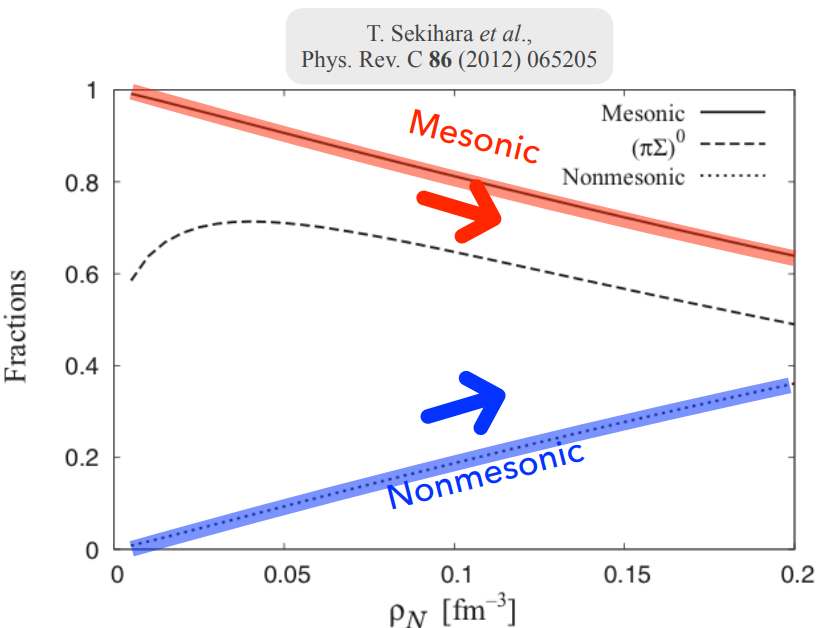 T. Sekihara et al.,
Phys. Rev. C 86 (2012) 065205
Mesonic
(πΣ)⁰
Nonmesonic
Mesonic
Nonmesonic
1
0.8
0.6
0.4
0.2
0
Fractions
0 0.05 0.1 0.15 0.2
ρN [fm⁻³]